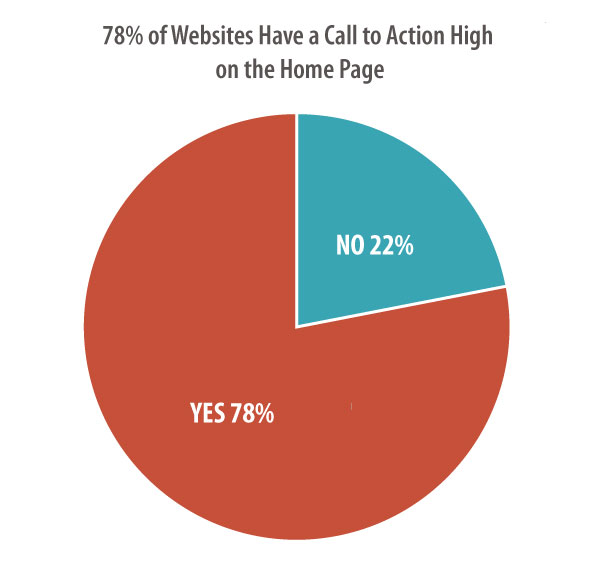 78% of Websites Have a Call to Action High
on the Home Page
NO 22%
YES 78%